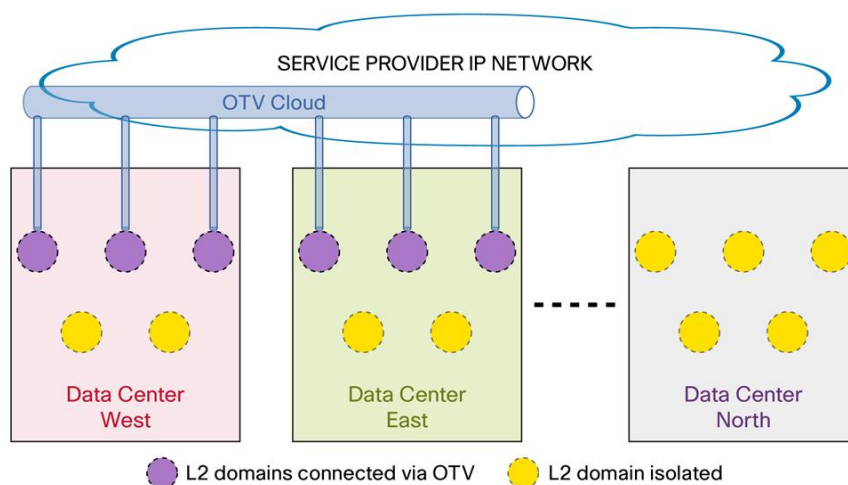 SERVICE PROVIDER IP NETWORK
OTV Cloud
Data Center
West
Data Center
East
Data Center
North
L2 domains connected via OTV
L2 domain isolated